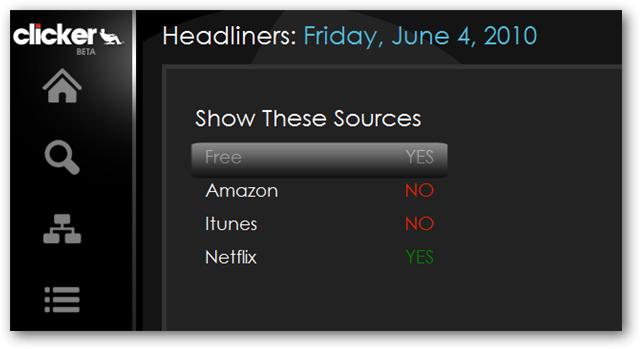 clicker
BETA
Headliners: Friday, June 4, 2010
Show These Sources
Free YES
Amazon NO
Itunes NO
Netflix YES